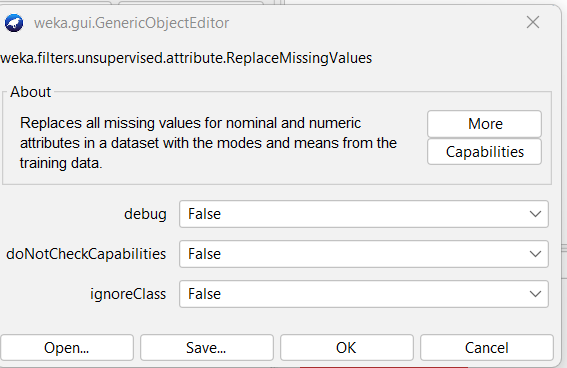 weka.gui.GenericObjectEditor
weka.filters.unsupervised.attribute.ReplaceMissingValues
About
Replaces all missing values for nominal and numeric
attributes in a dataset with the modes and means from the
training data.
More
Capabilities
debug False
doNotCheckCapabilities False
ignoreClass False
Open... Save... OK Cancel